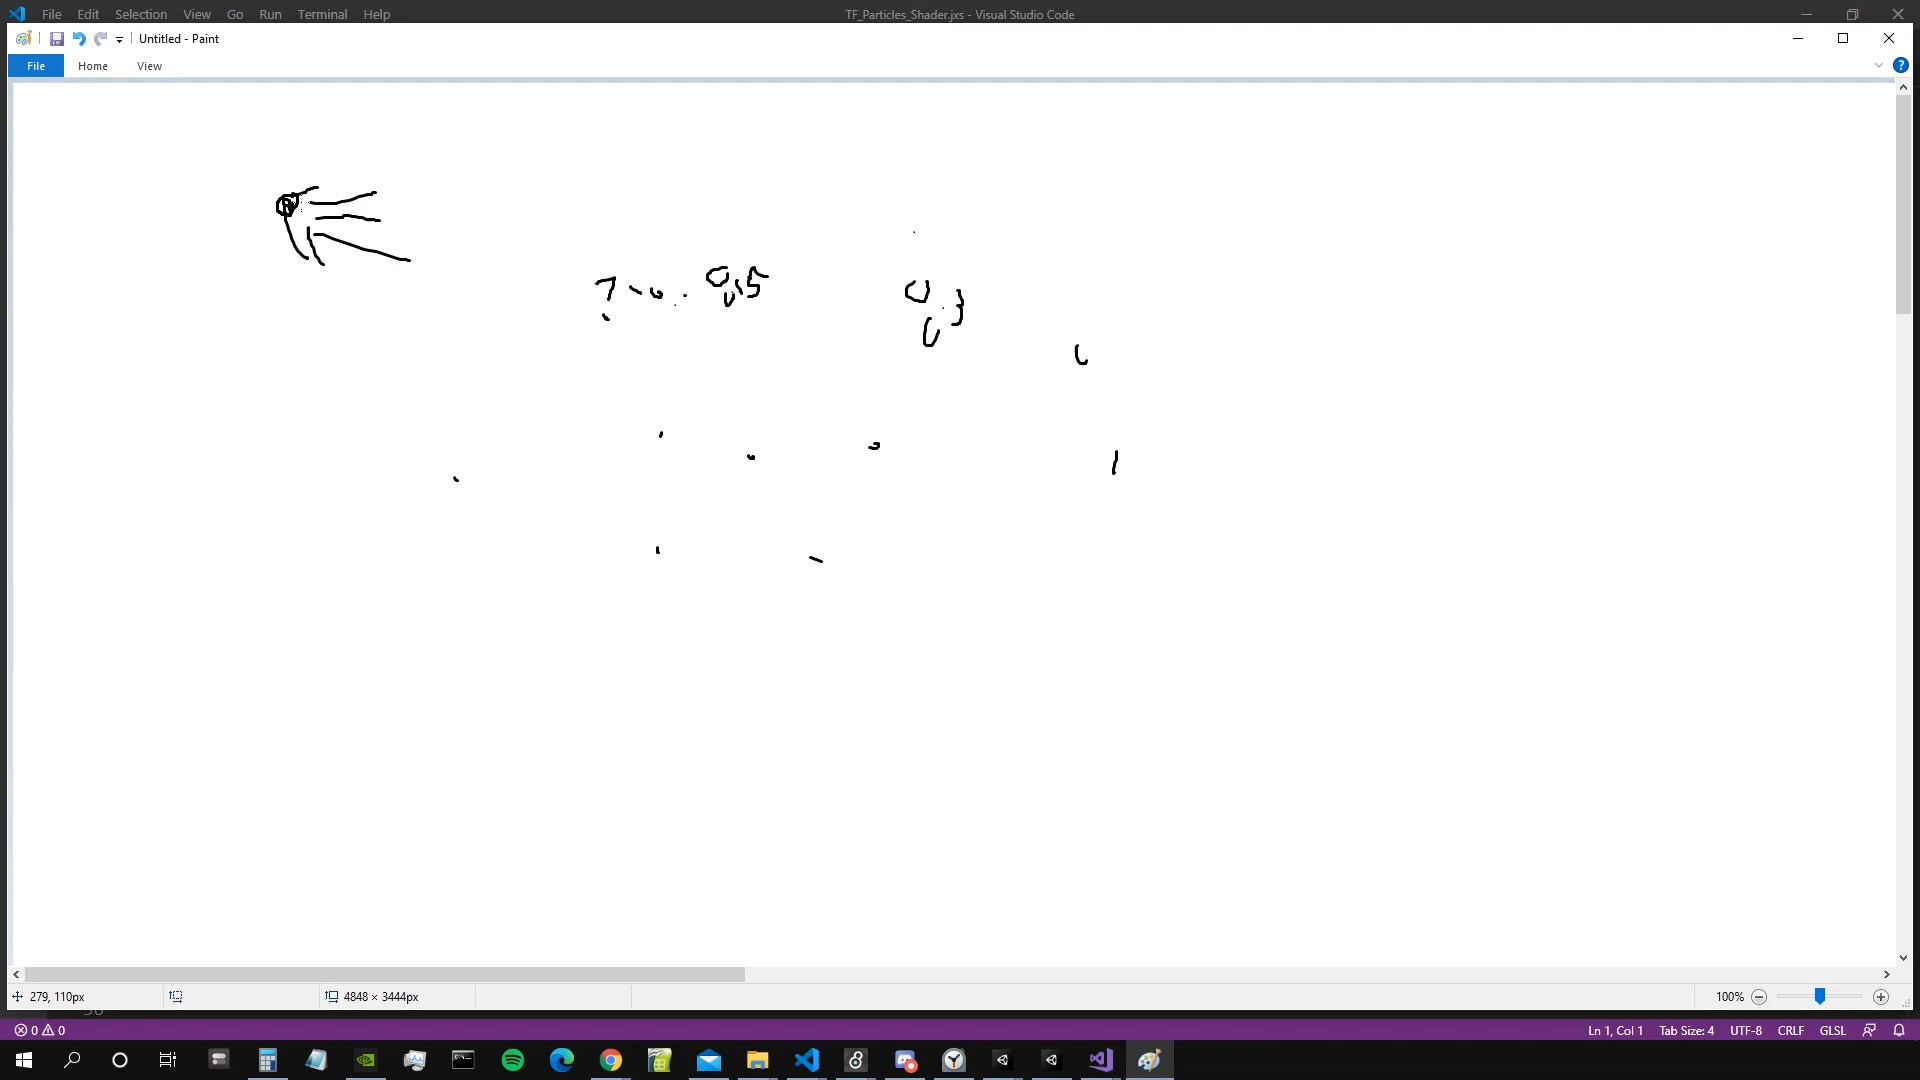 File Edit Selection View Go Run Terminal Help TF_Particles_Shader.jxs - Visual Studio Code
Untitled - Paint
File Home View
279, 110px 4848 × 3444px 100%
0 0 Ln 1, Col 1 Tab Size: 4 UTF-8 CRLF GLSL